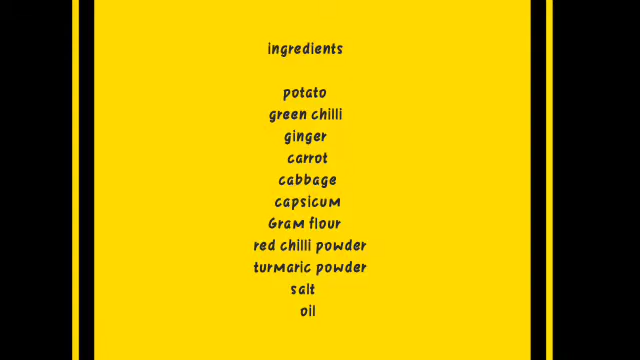 ingredients
potato
green chilli
ginger
carrot
cabbage
capsicum
Gram flour
red chilli powder
turmaric powder
salt
oil